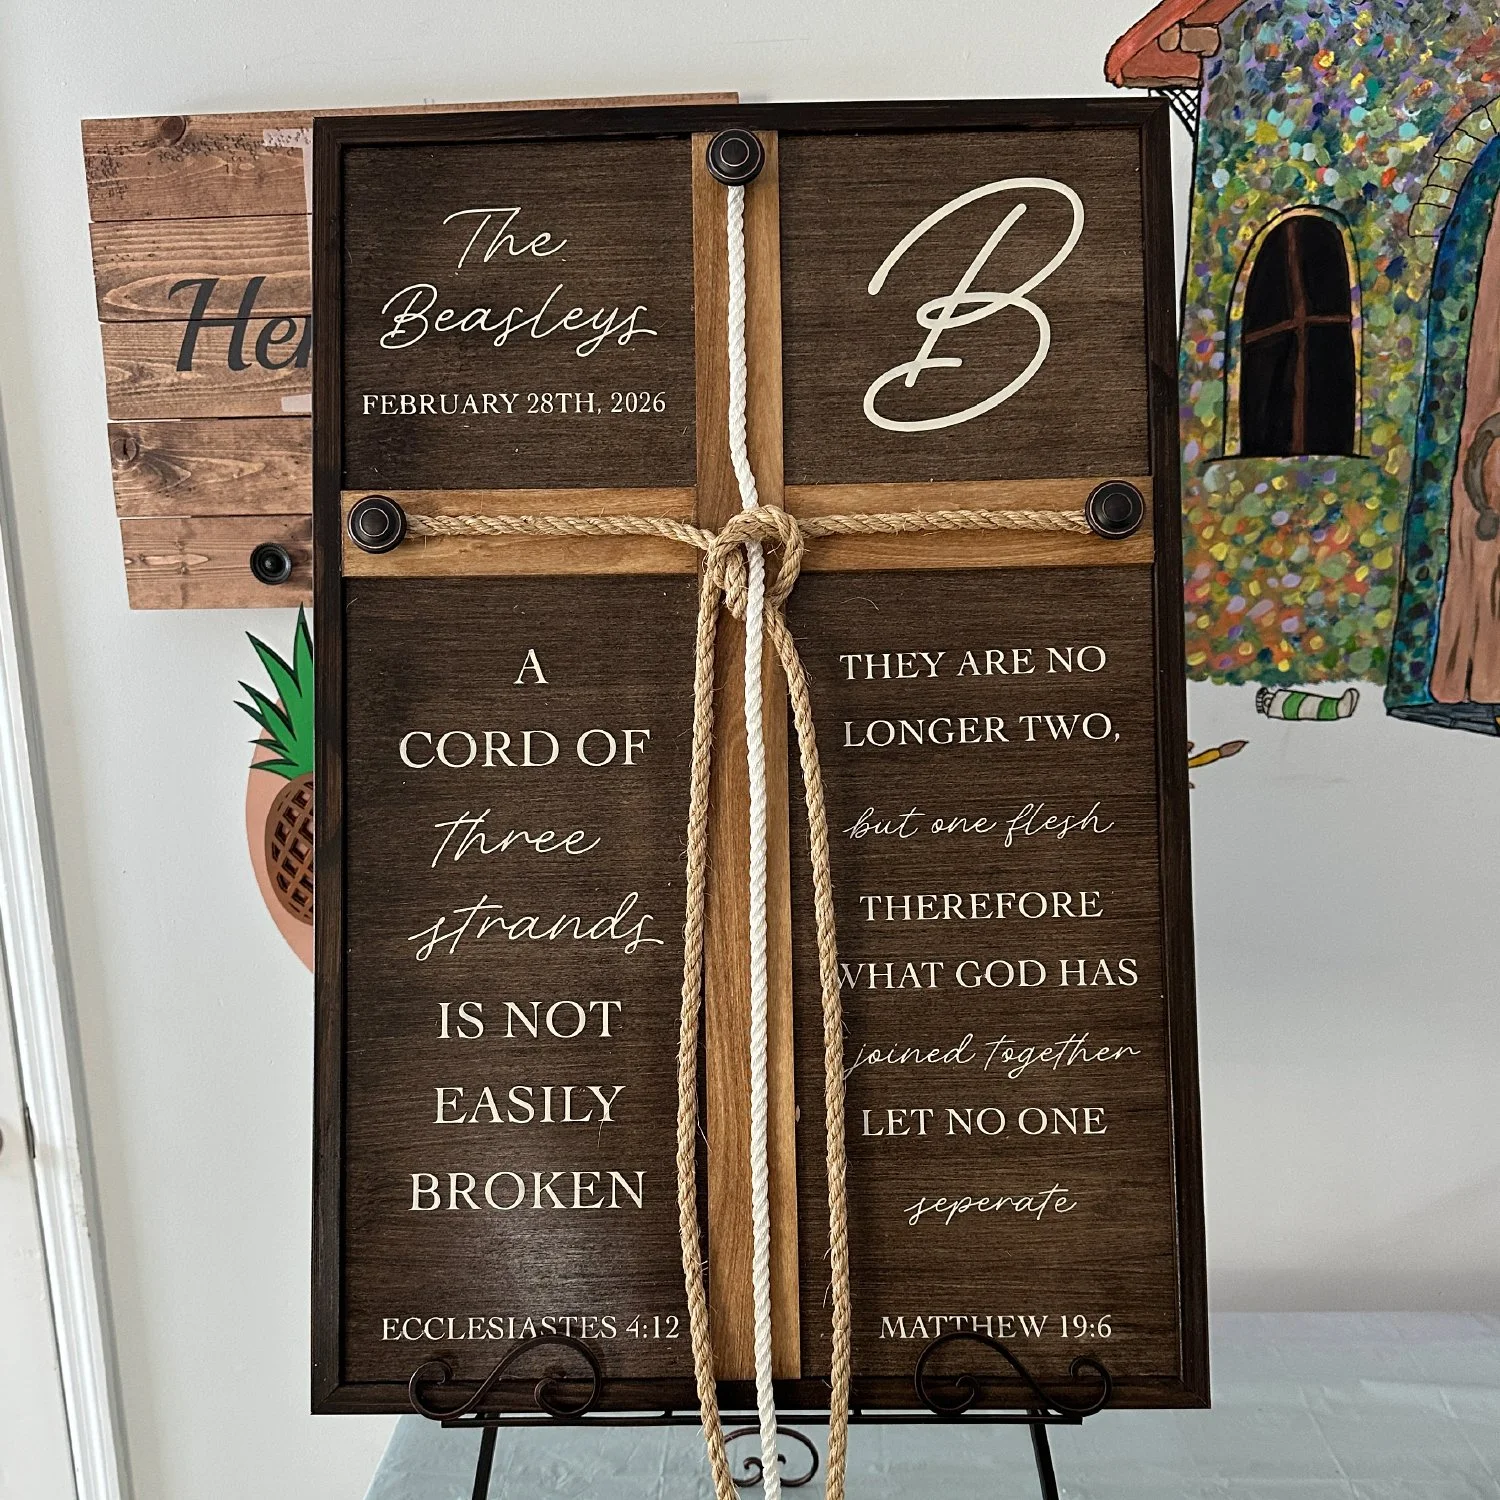 The
Beasleys
FEBRUARY 28TH, 2026
B
A
CORD OF
three
strands
IS NOT
EASILY
BROKEN
ECCLESIASTES 4:12
THEY ARE NO
LONGER TWO,
but one flesh
THEREFORE
WHAT GOD HAS
joined together
LET NO ONE
seperate
MATTHEW 19:6